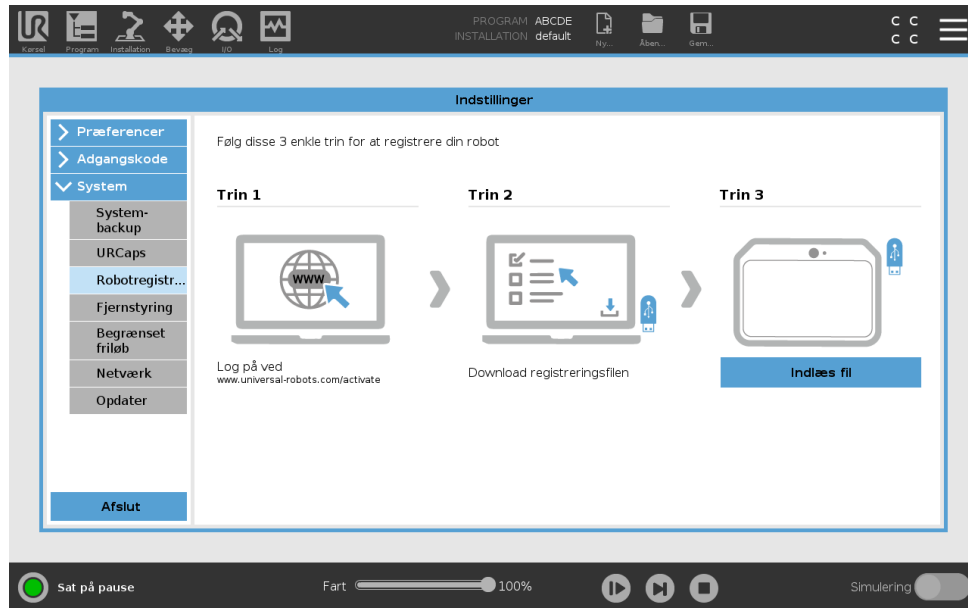 PROGRAM ABCDE
INSTALLATION default
C C
C C
Kørsel Program Installation Bevæg I/O Log Ny... Åben... Gem...
Indstillinger
Præferencer
Adgangskode
System
System-
backup
URCaps
Robotregistr...
Fjernstyring
Begrænset
friløb
Netværk
Opdater
Afslut
Følg disse 3 enkle trin for at registrere din robot
Trin 1
WWW
Log på ved
www.universal-robots.com/activate
Trin 2
Download registreringsfilen
Trin 3
Indlæs fil
Sat på pause
Fart 100%
Simulering